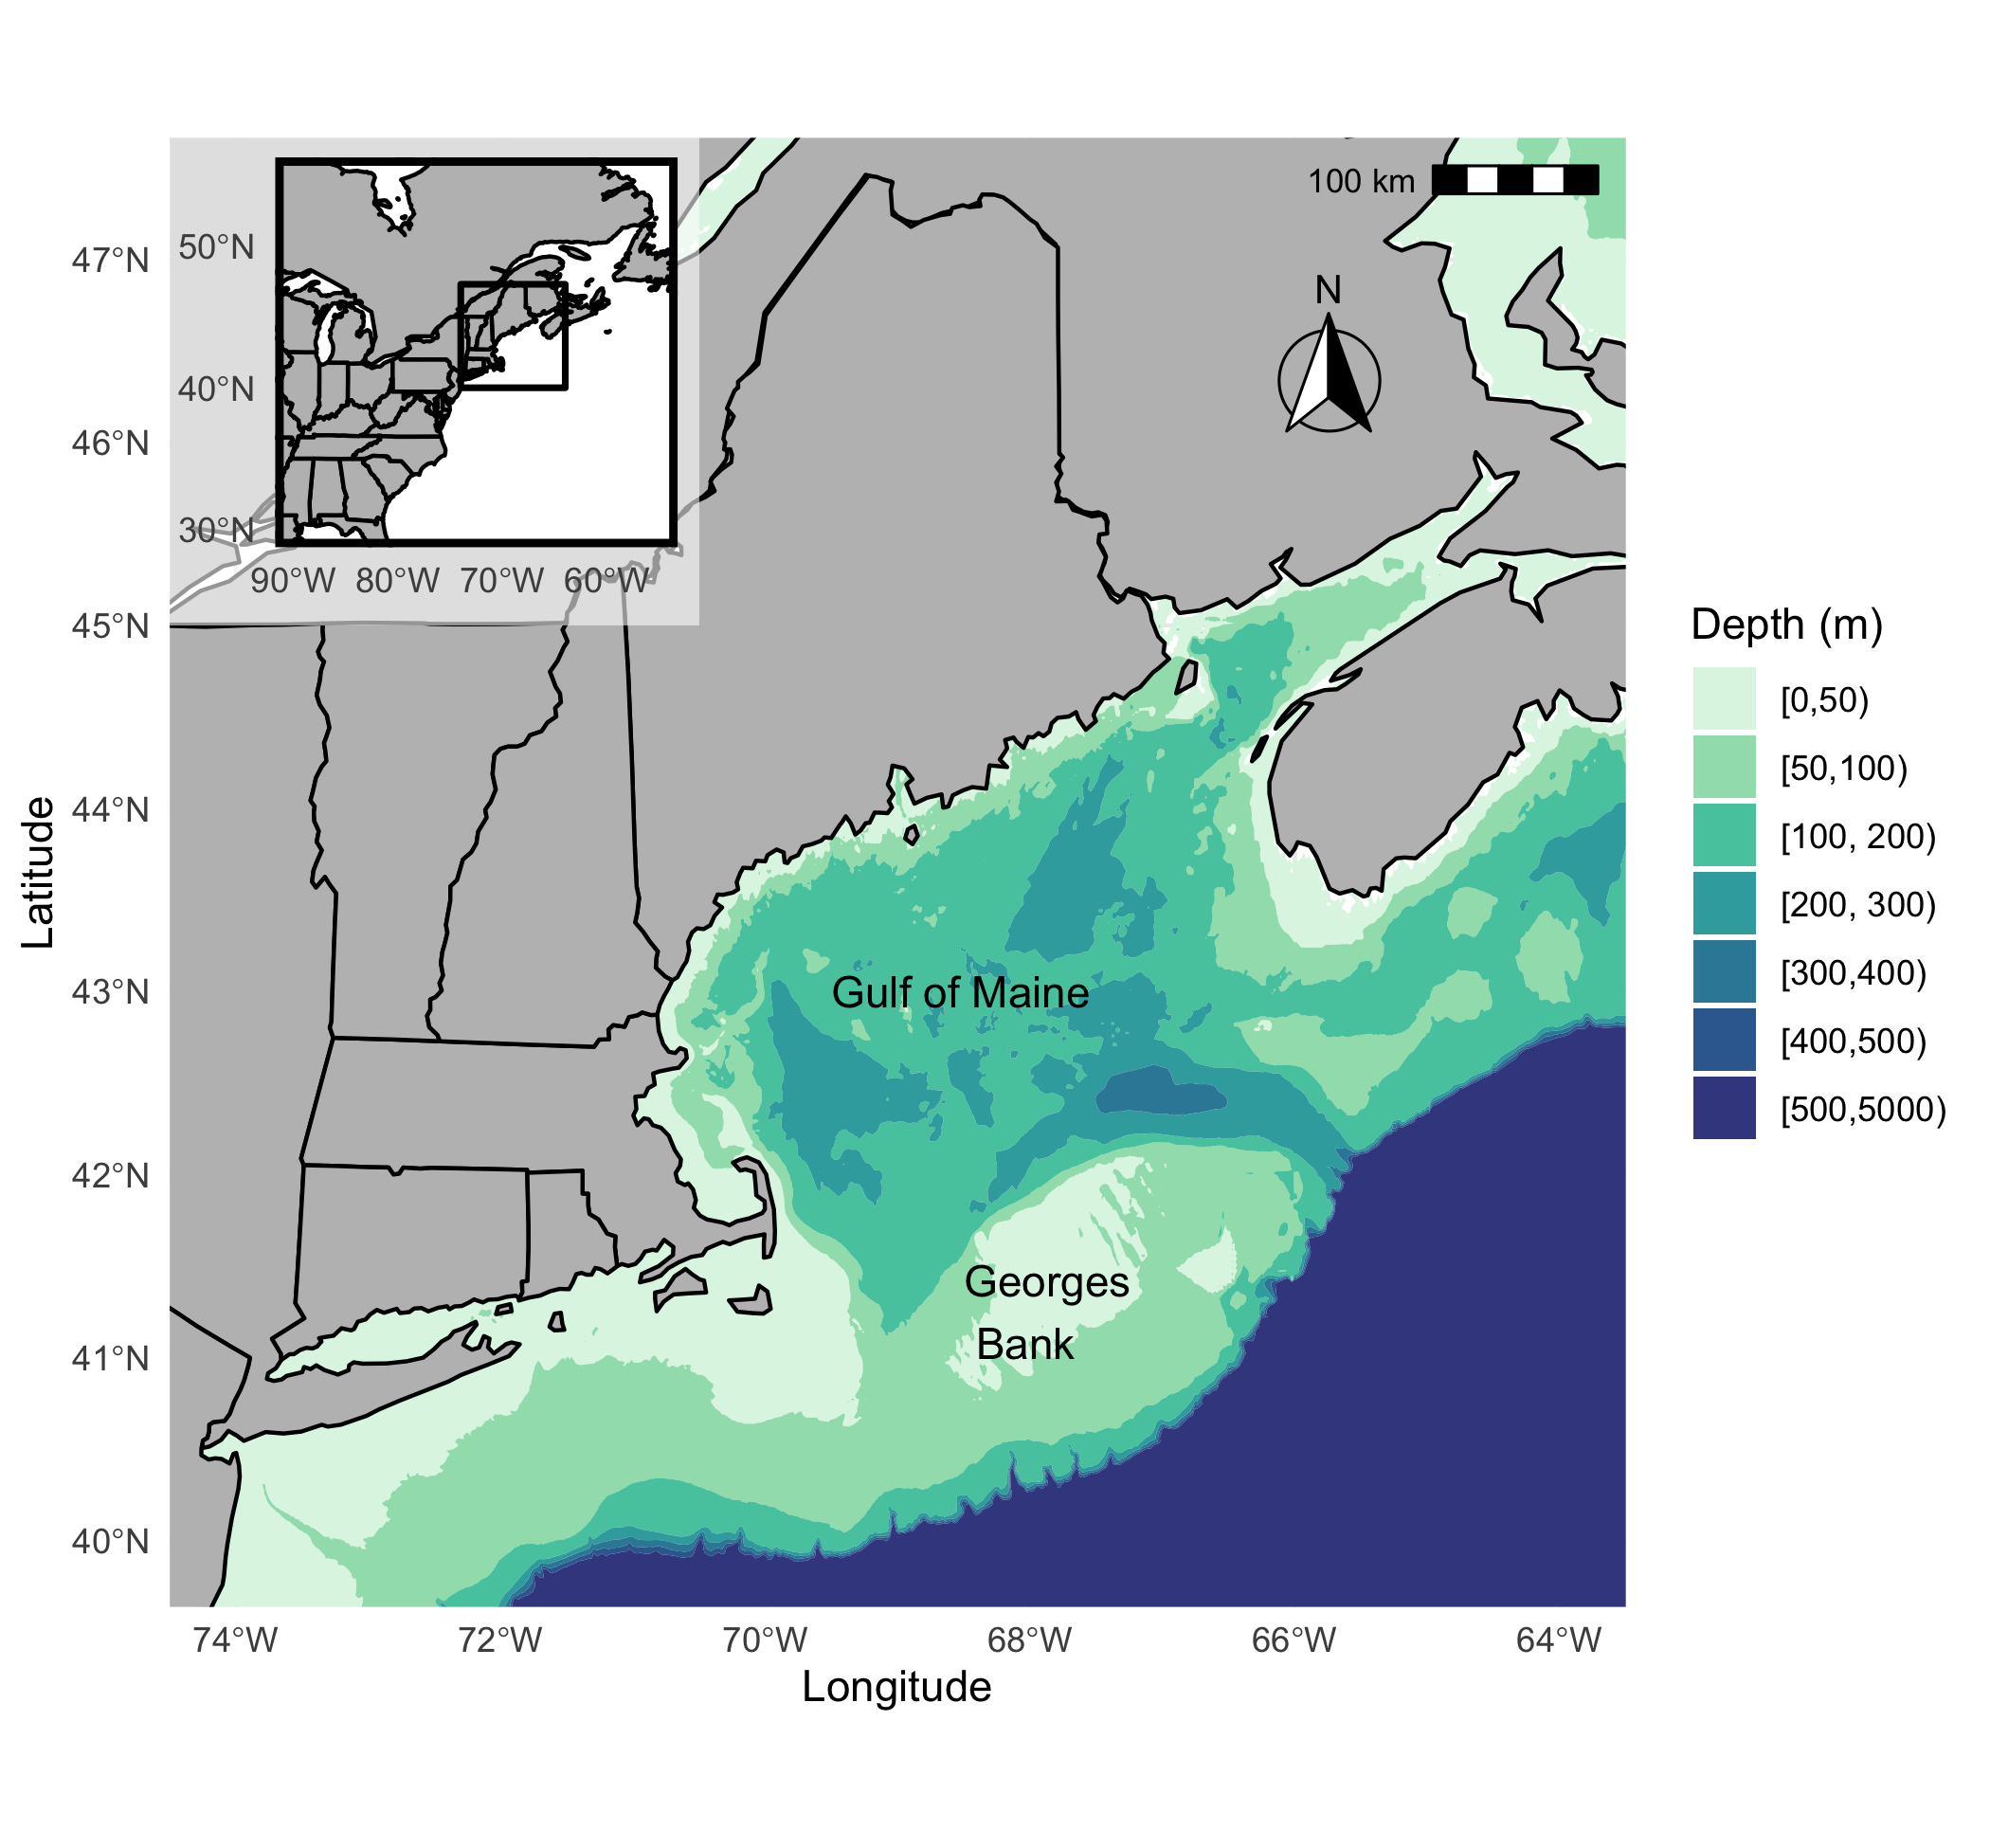 100 km
N
50°N
40°N
30°N
90°W 80°W 70°W 60°W
47°N
46°N
45°N
44°N
43°N
42°N
41°N
40°N
Latitude
Gulf of Maine
Georges
Bank
74°W 72°W 70°W 68°W 66°W 64°W
Longitude
Depth (m)
[0,50)
[50,100)
[100, 200)
[200, 300)
[300,400)
[400,500)
[500,5000)